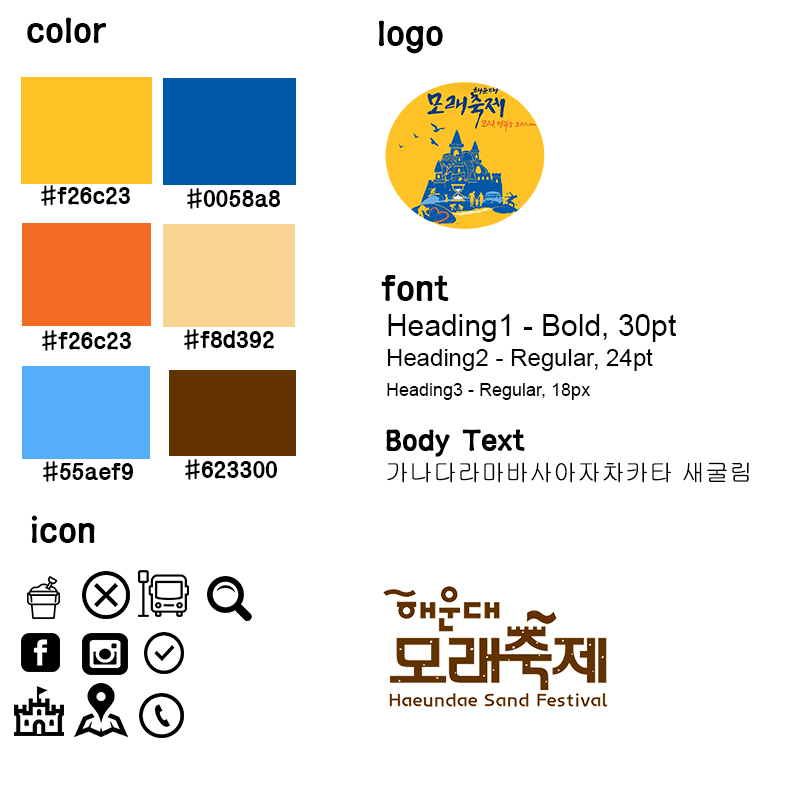 color
#f26c23
#0058a8
#f26c23
#f8d392
#55aef9
#623300
icon
f
logo
해운대
모래축제
font
Heading1 - Bold, 30pt
Heading2 - Regular, 24pt
Heading3 - Regular, 18px
Body Text
가나다라마바사아자차카타 새굴림
해운대
모래축제
Haeundae Sand Festival